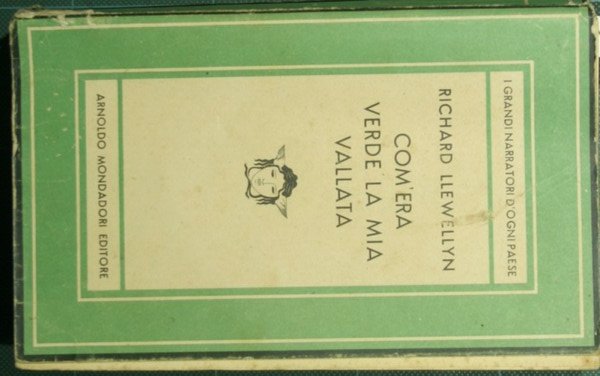 I GRANDI NARRATORI D'OGNI PAESE
RICHARD LLEWELLYN
COM'ERA
VERDE LA MIA
VALLATA
ARNOLDO MONDADORI EDITORE